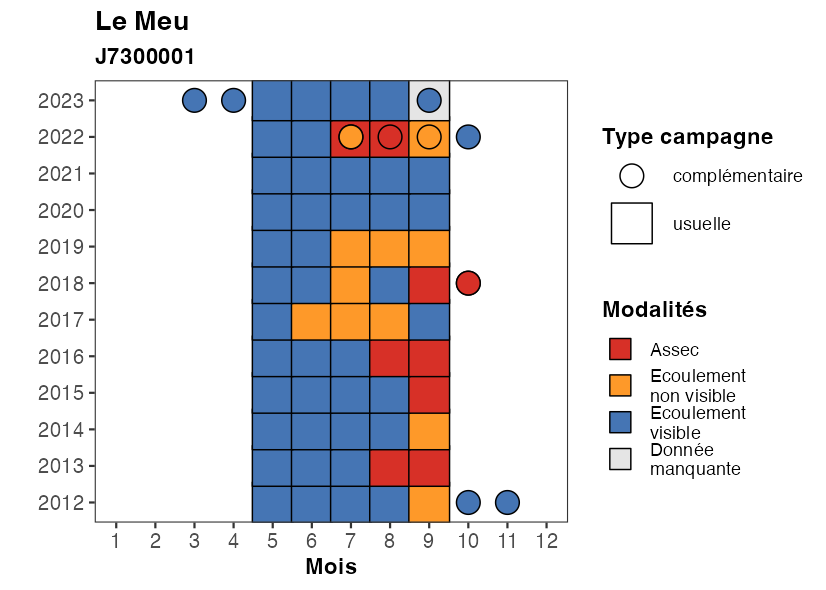 Le Meu
J7300001
2023
2022
2021
2020
2019
2018
2017
2016
2015
2014
2013
2012
1 2 3 4 5 6 7 8 9 10 11 12
Mois
Type campagne
complémentaire
usuelle
Modalités
Assec
Ecoulement
non visible
Ecoulement
visible
Donnée
manquante